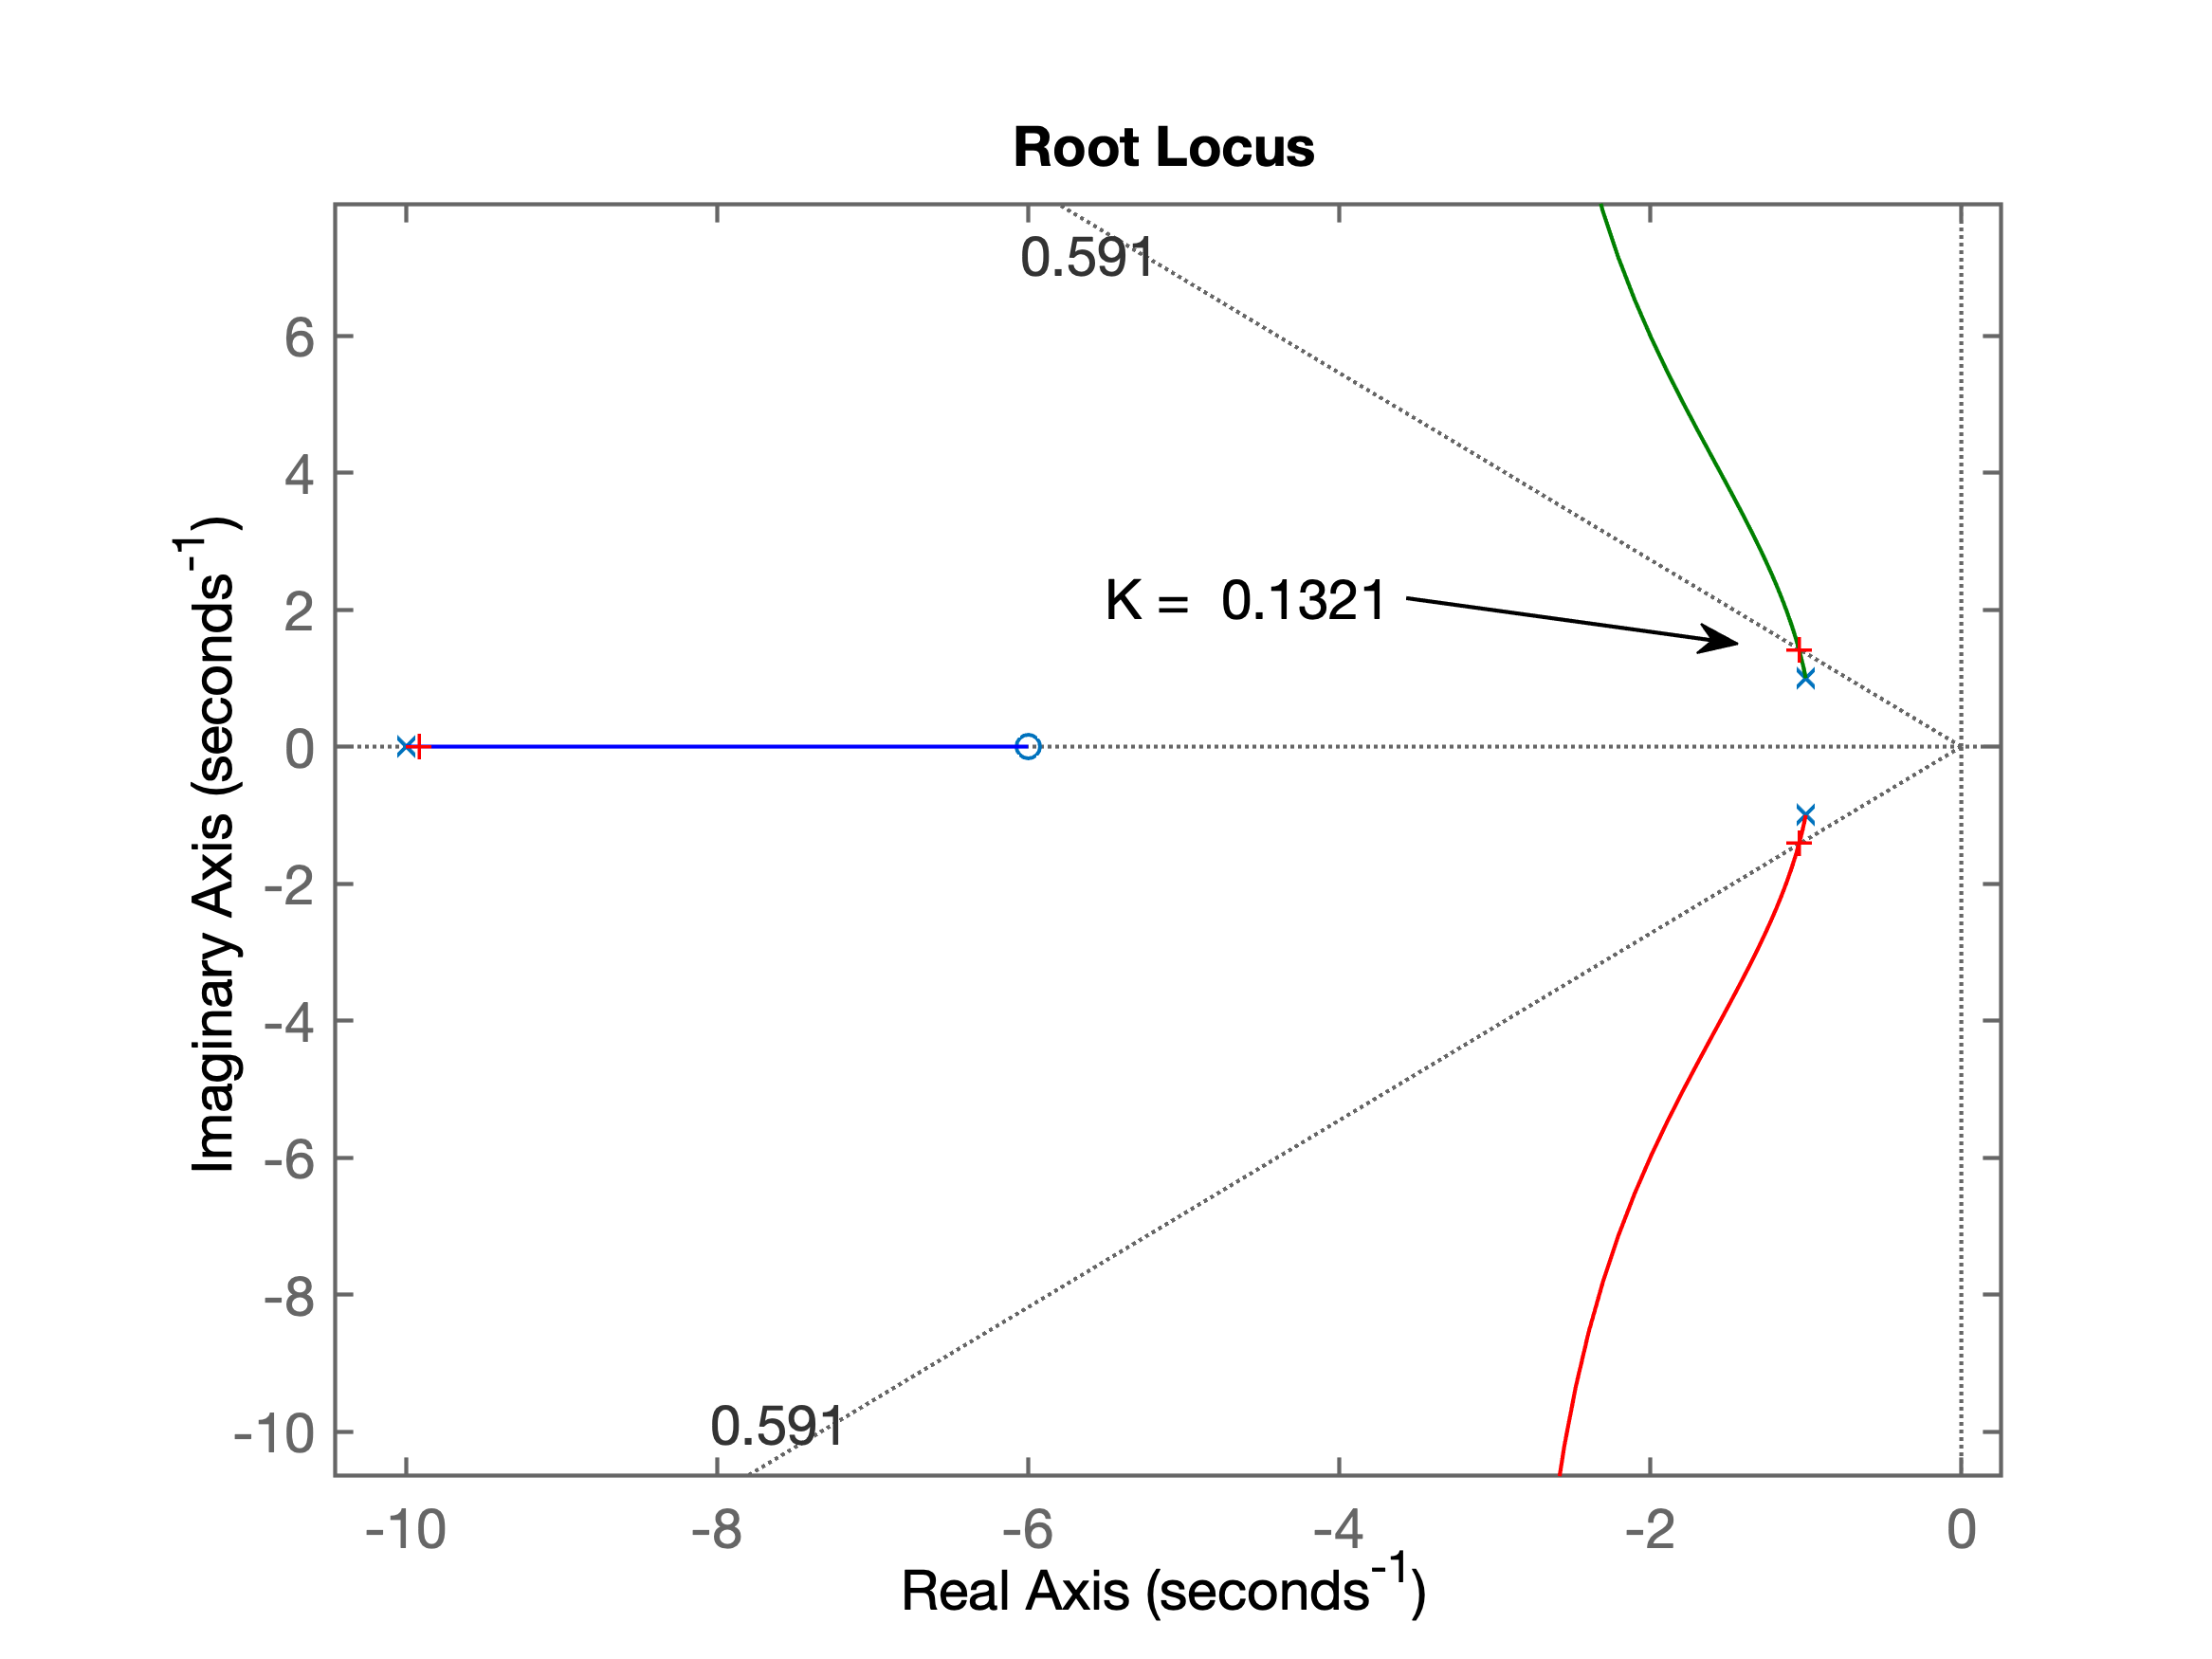 Root Locus
0.591
6
4
K = 0.1321
2
0
-2
-4
-6
-8
0.591
-10
-10 -8 -6 -4 -2 0
Real Axis (seconds⁻¹)
Imaginary Axis (seconds⁻¹)